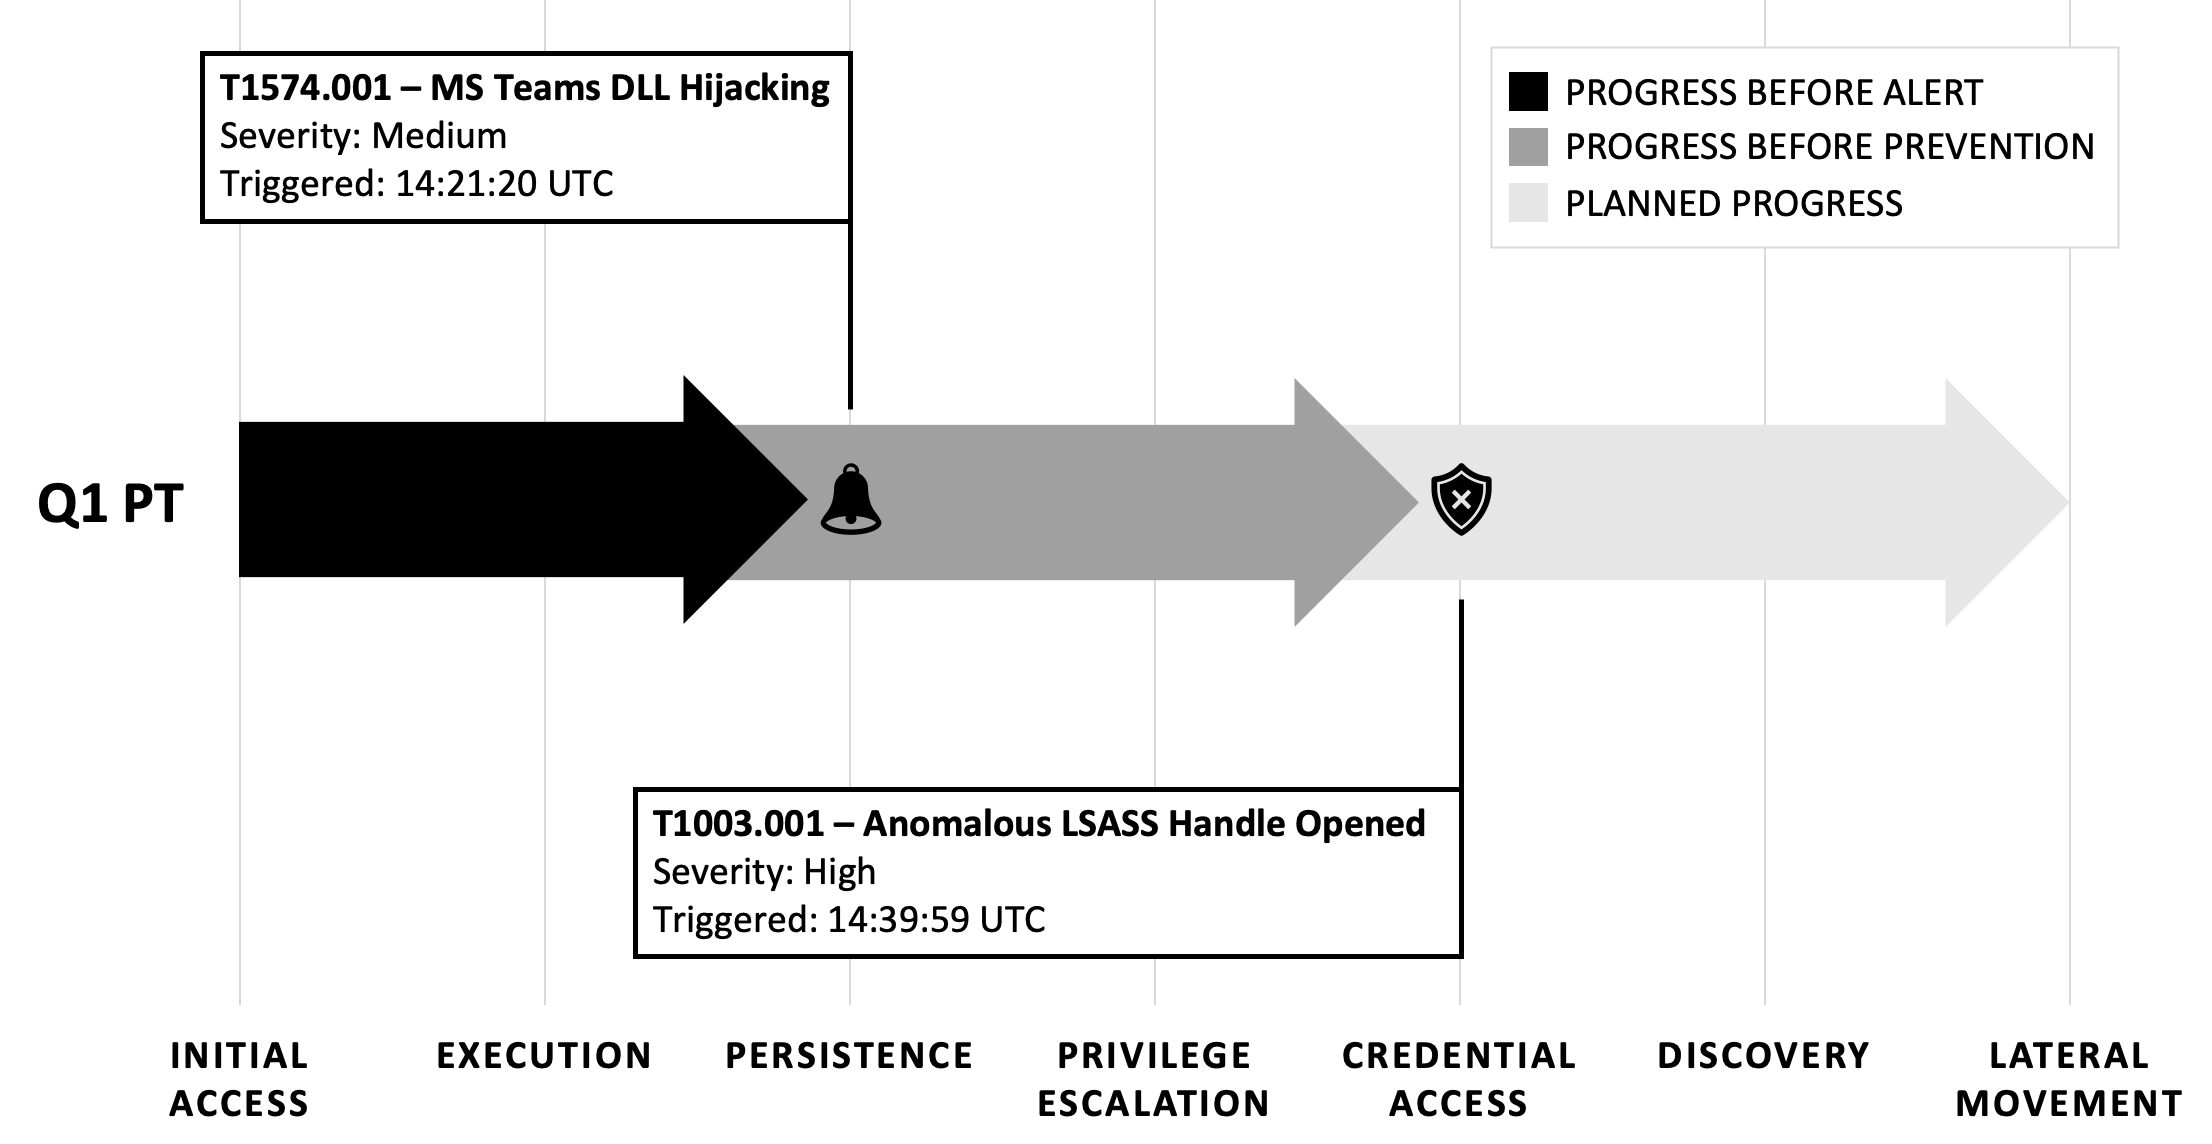 T1574.001 – MS Teams DLL Hijacking
Severity: Medium
Triggered: 14:21:20 UTC
PROGRESS BEFORE ALERT
PROGRESS BEFORE PREVENTION
PLANNED PROGRESS
Q1 PT
T1003.001 – Anomalous LSASS Handle Opened
Severity: High
Triggered: 14:39:59 UTC
INITIAL
ACCESS
EXECUTION
PERSISTENCE
PRIVILEGE
ESCALATION
CREDENTIAL
ACCESS
DISCOVERY
LATERAL
MOVEMENT